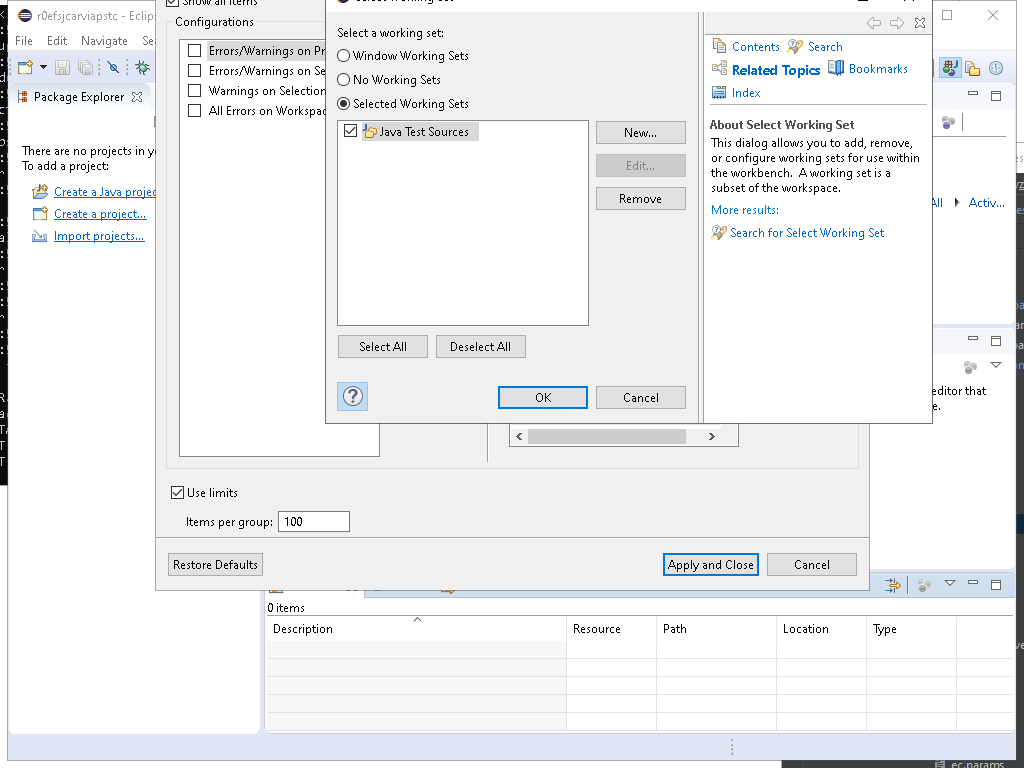 r0efsjcarviapstc - Eclips
File Edit Navigate Se
Package Explorer
There are no projects in y
To add a project:
Create a Java projec
Create a project...
Import projects...
Show all items
Configurations
Errors/Warnings on Pr
Errors/Warnings on Se
Warnings on Selection
All Errors on Workspac
Use limits
Items per group: 100
Restore Defaults
Apply and Close
Cancel
Select Working Set
Select a working set:
Window Working Sets
No Working Sets
Selected Working Sets
Java Test Sources
New...
Edit...
Remove
Select All
Deselect All
OK
Cancel
Contents Search
Related Topics Bookmarks
Index
About Select Working Set
This dialog allows you to add, remove,
or configure working sets for use within
the workbench. A working set is a
subset of the workspace.
More results:
Search for Select Working Set
All Activ...
editor that
e.
0 items
Description Resource Path Location Type
ec.params